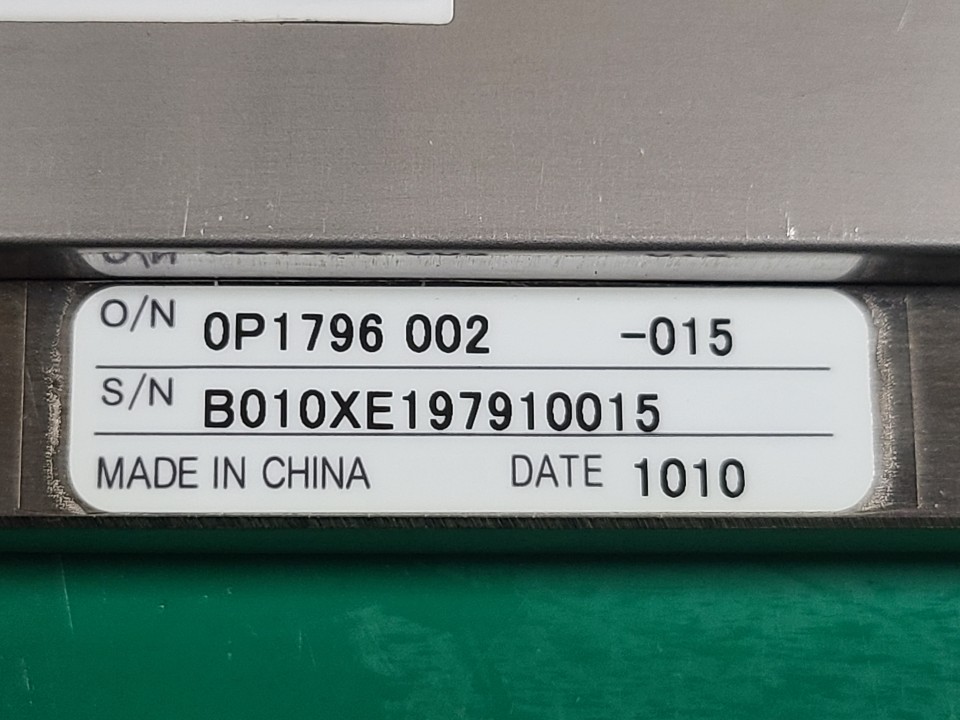 O/N 0P1796 002 -015
S/N B010XE197910015
MADE IN CHINA DATE 1010